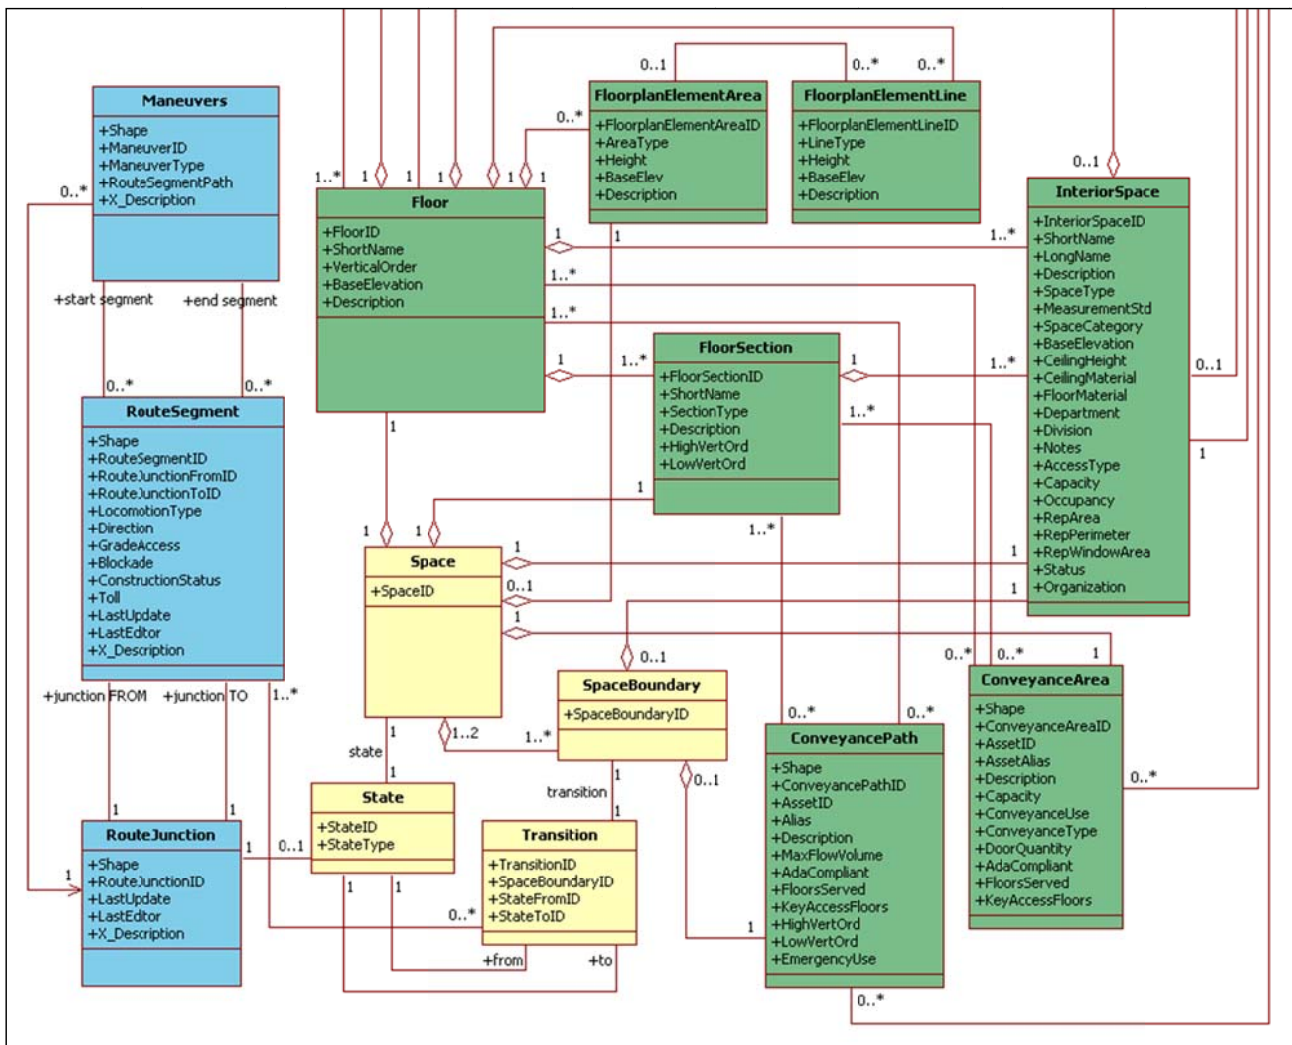 Maneuvers
+Shape
+ManeuverID
+ManeuverType
+RouteSegmentPath
+X_Description
0..*
+start segment
+end segment
0..*
0..*
RouteSegment
+Shape
+RouteSegmentID
+RouteJunctionFromID
+RouteJunctionToID
+LocomotionType
+Direction
+GradeAccess
+Blockade
+ConstructionStatus
+Toll
+LastUpdate
+LastEditor
+X_Description
+junction FROM
+junction TO
1..*
1
1
RouteJunction
+Shape
+RouteJunctionID
+LastUpdate
+LastEditor
+X_Description
1
1
0..1
1..*
1
1
1
1
1
Floor
+FloorID
+ShortName
+VerticalOrder
+BaseElevation
+Description
0..*
0..1
0..*
0..*
FloorplanElementArea
+FloorplanElementAreaID
+AreaType
+Height
+BaseElev
+Description
1
FloorplanElementLine
+FloorplanElementLineID
+LineType
+Height
+BaseElev
+Description
0..1
InteriorSpace
+InteriorSpaceID
+ShortName
+LongName
+Description
+SpaceType
+MeasurementStd
+SpaceCategory
+BaseElevation
+CeilingHeight
+CeilingMaterial
+FloorMaterial
+Department
+Division
+Notes
+AccessType
+Capacity
+Occupancy
+RepArea
+RepPerimeter
+RepWindowArea
+Status
+Organization
0..1
1
1
1..*
1..*
1..*
1
1..*
FloorSection
+FloorSectionID
+ShortName
+SectionType
+Description
+HighVertOrd
+LowVertOrd
1
1..*
1..*
1..*
1
1
1
1
Space
+SpaceID
1
1
0..1
1
1
1
0..1
1..2
1..*
SpaceBoundary
+SpaceBoundaryID
1
state
1
State
+StateID
+StateType
1
1
1
transition
1
Transition
+TransitionID
+SpaceBoundaryID
+StateFromID
+StateToID
0..*
+from
+to
0..1
1
0..*
0..*
ConveyancePath
+Shape
+ConveyancePathID
+AssetID
+Alias
+Description
+MaxFlowVolume
+AdaCompliant
+FloorsServed
+KeyAccessFloors
+HighVertOrd
+LowVertOrd
+EmergencyUse
0..*
0..*
0..*
1
ConveyanceArea
+Shape
+ConveyanceAreaID
+AssetID
+AssetAlias
+Description
+Capacity
+ConveyanceUse
+ConveyanceType
+DoorQuantity
+AdaCompliant
+FloorsServed
+KeyAccessFloors
0..*